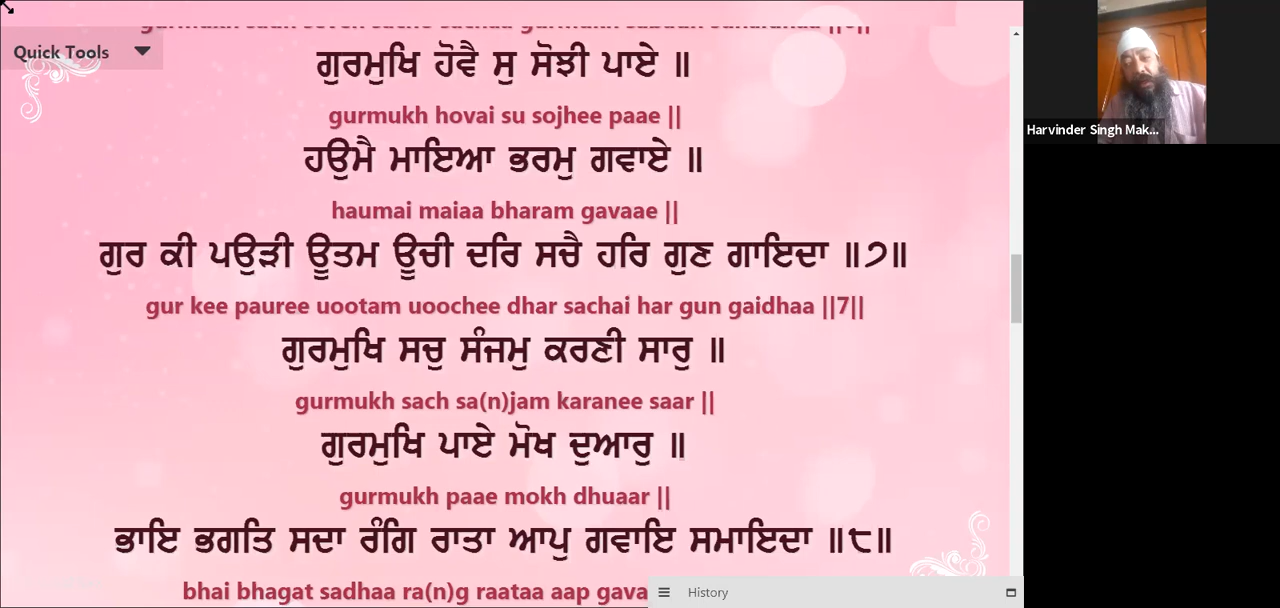 Quick Tools
ਗੁਰਮੁਖਿ ਹੋਵੈ ਸੁ ਸੋਝੀ ਪਾਏ ॥
gurmukh hovai su sojhee paae ||
ਹਉਮੈ ਮਾਇਆ ਭਰਮੁ ਗਵਾਏ ॥
haumai maiaa bharam gavaae ||
ਗੁਰ ਕੀ ਪਉੜੀ ਊਤਮ ਊਚੀ ਦਰਿ ਸਚੈ ਹਰਿ ਗੁਣ ਗਾਇਦਾ ॥੭॥
gur kee pauree uootam uoochee dhar sachai har gun gaidhaa ||7||
ਗੁਰਮੁਖਿ ਸਚੁ ਸੰਜਮੁ ਕਰਣੀ ਸਾਰੁ ॥
gurmukh sach sa(n)jam karanee saar ||
ਗੁਰਮੁਖਿ ਪਾਏ ਮੋਖ ਦੁਆਰੁ ॥
gurmukh paae mokh dhuaar ||
ਭਾਇ ਭਗਤਿ ਸਦਾ ਰੰਗਿ ਰਾਤਾ ਆਪੁ ਗਵਾਇ ਸਮਾਇਦਾ ॥੮॥
bhai bhagat sadhaa ra(n)g raataa aap gava
History
Harvinder Singh Mak...